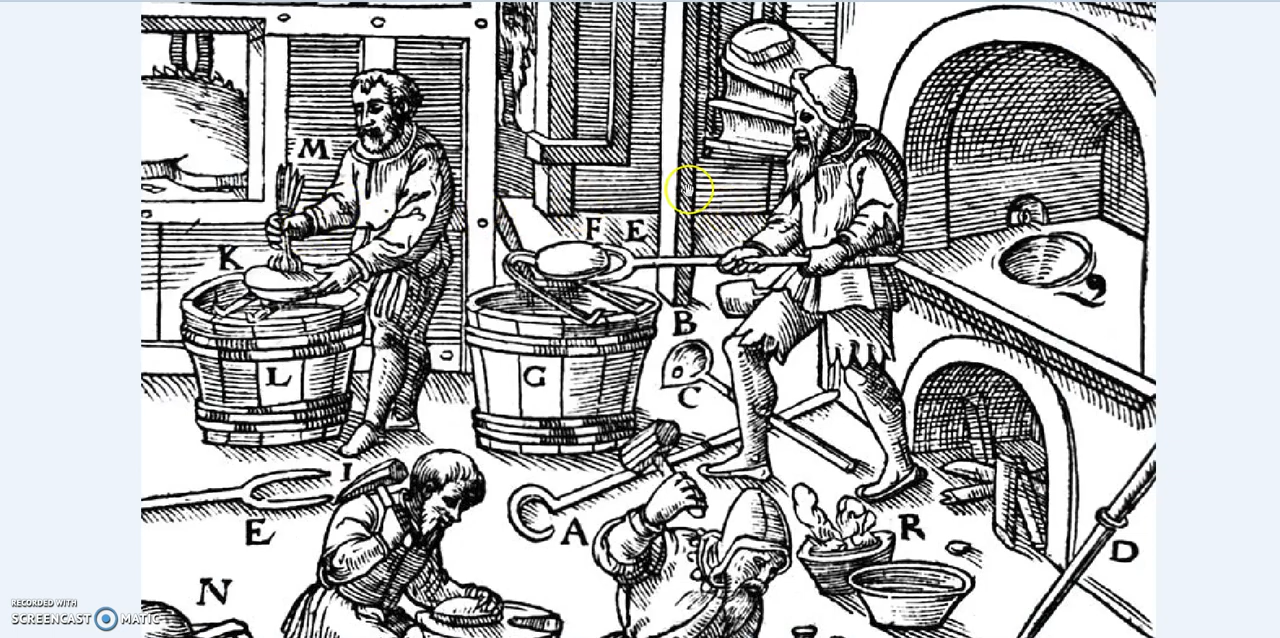 M
F E
K
B
L
G
C
I
E
A
R
D
N
RECORDED WITH
SCREENCAST MATIC